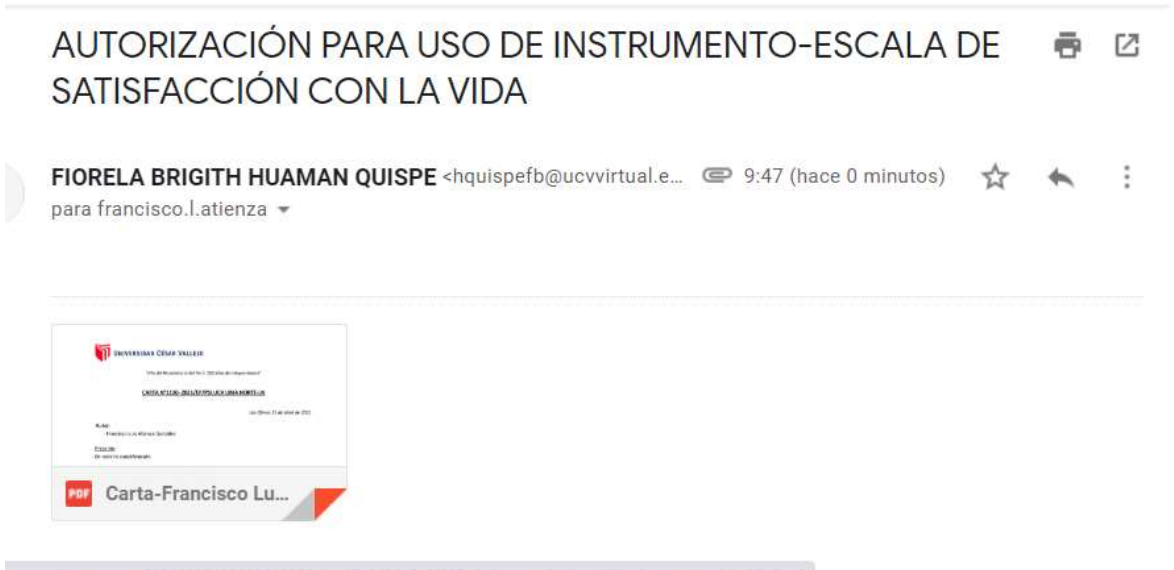 AUTORIZACIÓN PARA USO DE INSTRUMENTO-ESCALA DE
SATISFACCIÓN CON LA VIDA
FIORELA BRIGITH HUAMAN QUISPE <hquispefb@ucvvirtual.e... 9:47 (hace 0 minutos)
para francisco.l.atienza
UNIVERSIDAD CÉSAR VALLEJO
PDF Carta-Francisco Lu...